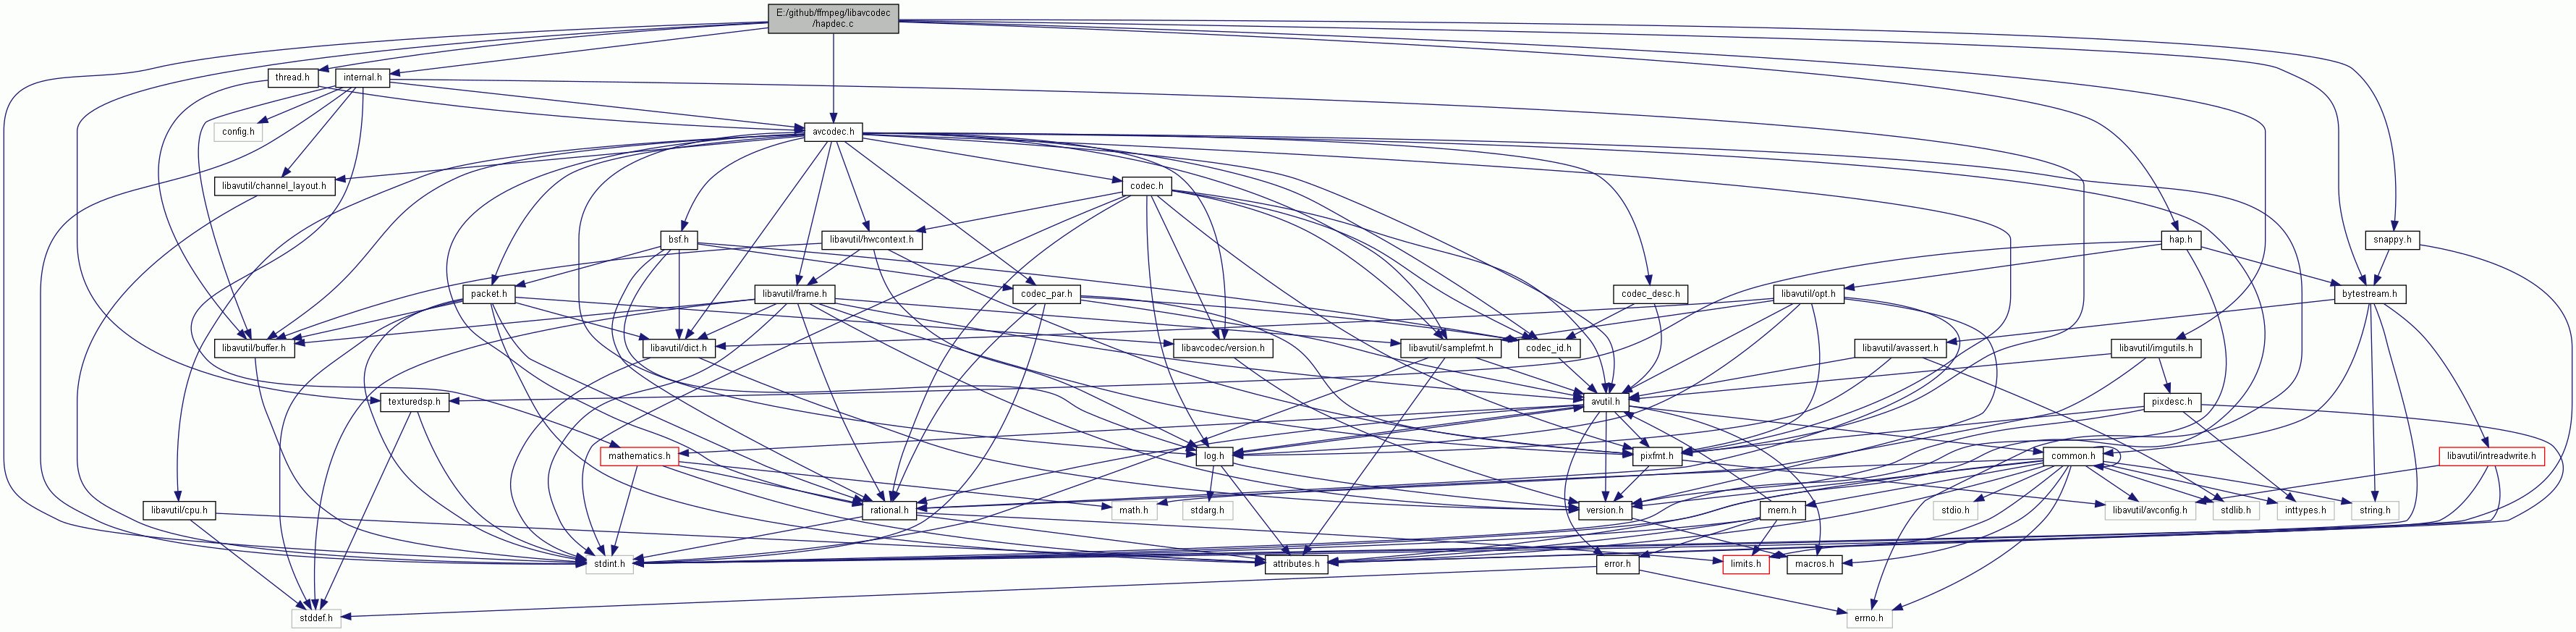 E:/github/ffmpeg/libavcodec
/hapdec.c
thread.h
internal.h
config.h
avcodec.h
libavutil/channel_layout.h
codec.h
bsf.h
libavutil/hwcontext.h
hap.h
snappy.h
packet.h
libavutil/frame.h
codec_par.h
codec_desc.h
libavutil/opt.h
bytestream.h
libavutil/buffer.h
libavutil/dict.h
libavcodec/version.h
libavutil/samplefmt.h
codec_id.h
libavutil/avassert.h
libavutil/imgutils.h
texturedsp.h
avutil.h
pixdesc.h
mathematics.h
log.h
pixfmt.h
common.h
libavutil/intreadwrite.h
libavutil/cpu.h
math.h
rational.h
stdarg.h
version.h
mem.h
stdio.h
libavutil/avconfig.h
stdlib.h
inttypes.h
string.h
stdint.h
attributes.h
error.h
limits.h
macros.h
stddef.h
errno.h